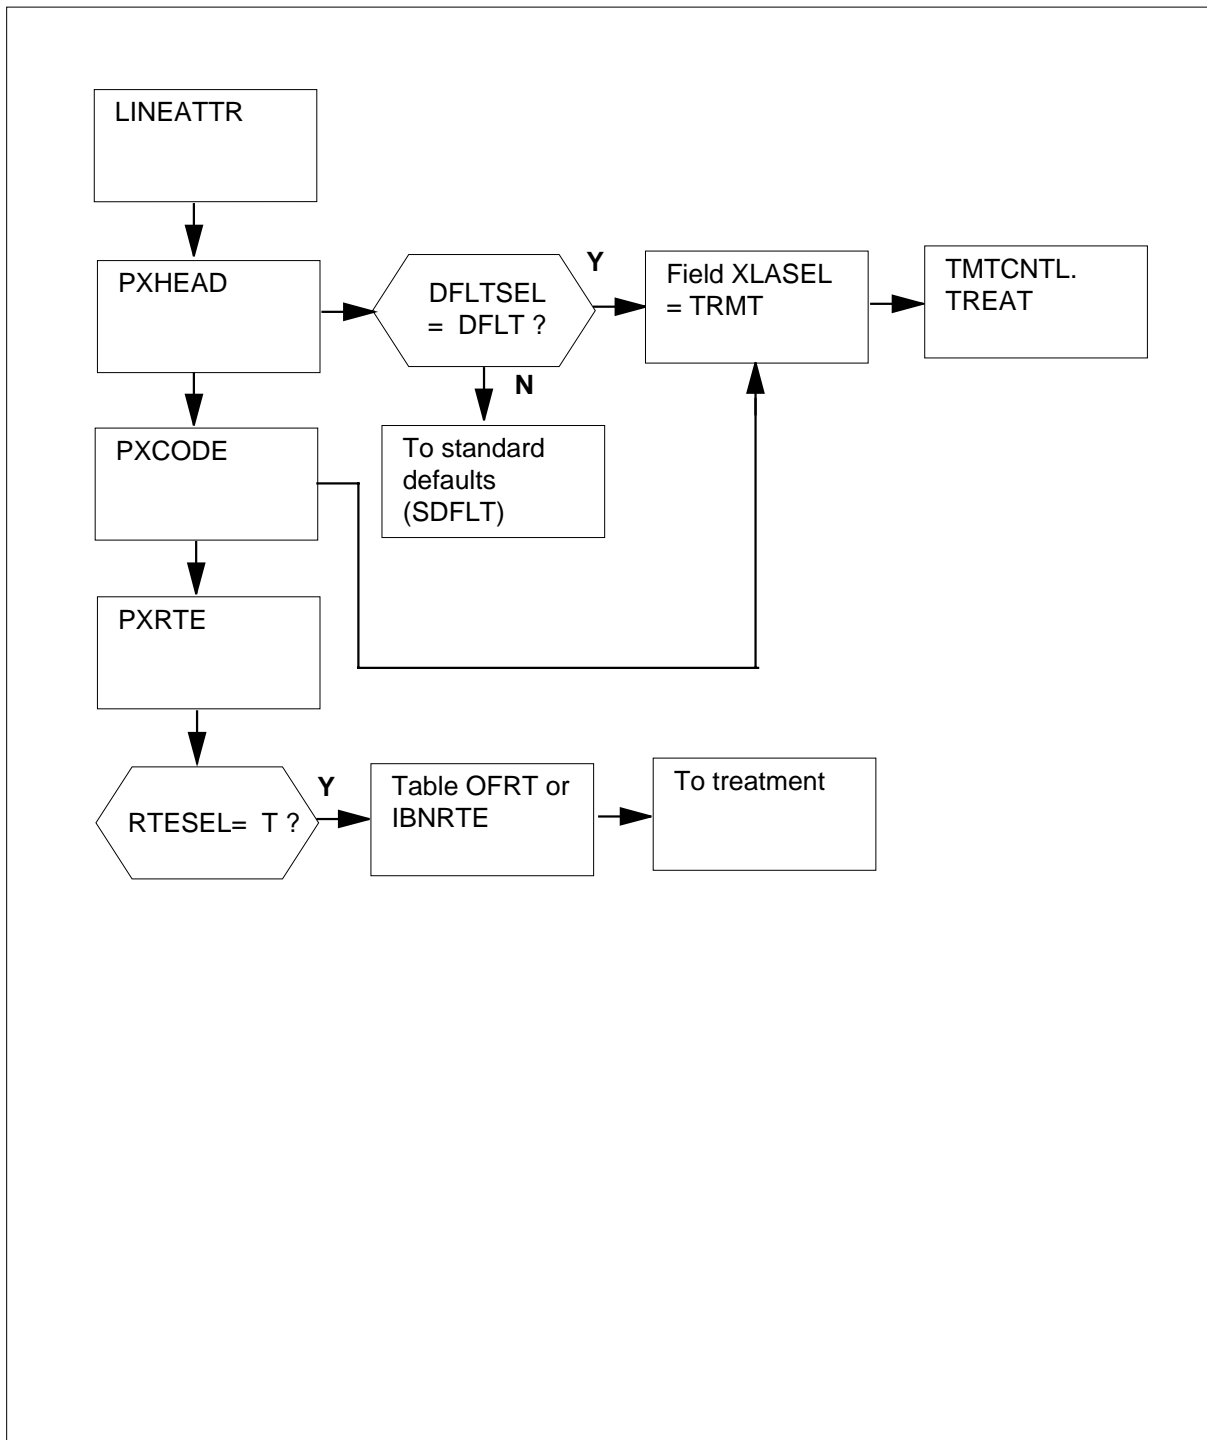 LINEATTR
PXHEAD
DFLTSEL
= DFLT ?
Y
Field XLASEL
= TRMT
TMTCNTL.
TREAT
N
To standard
defaults
(SDFLT)
PXCODE
PXRTE
RTESEL= T ?
Y
Table OFRT or
IBNRTE
To treatment